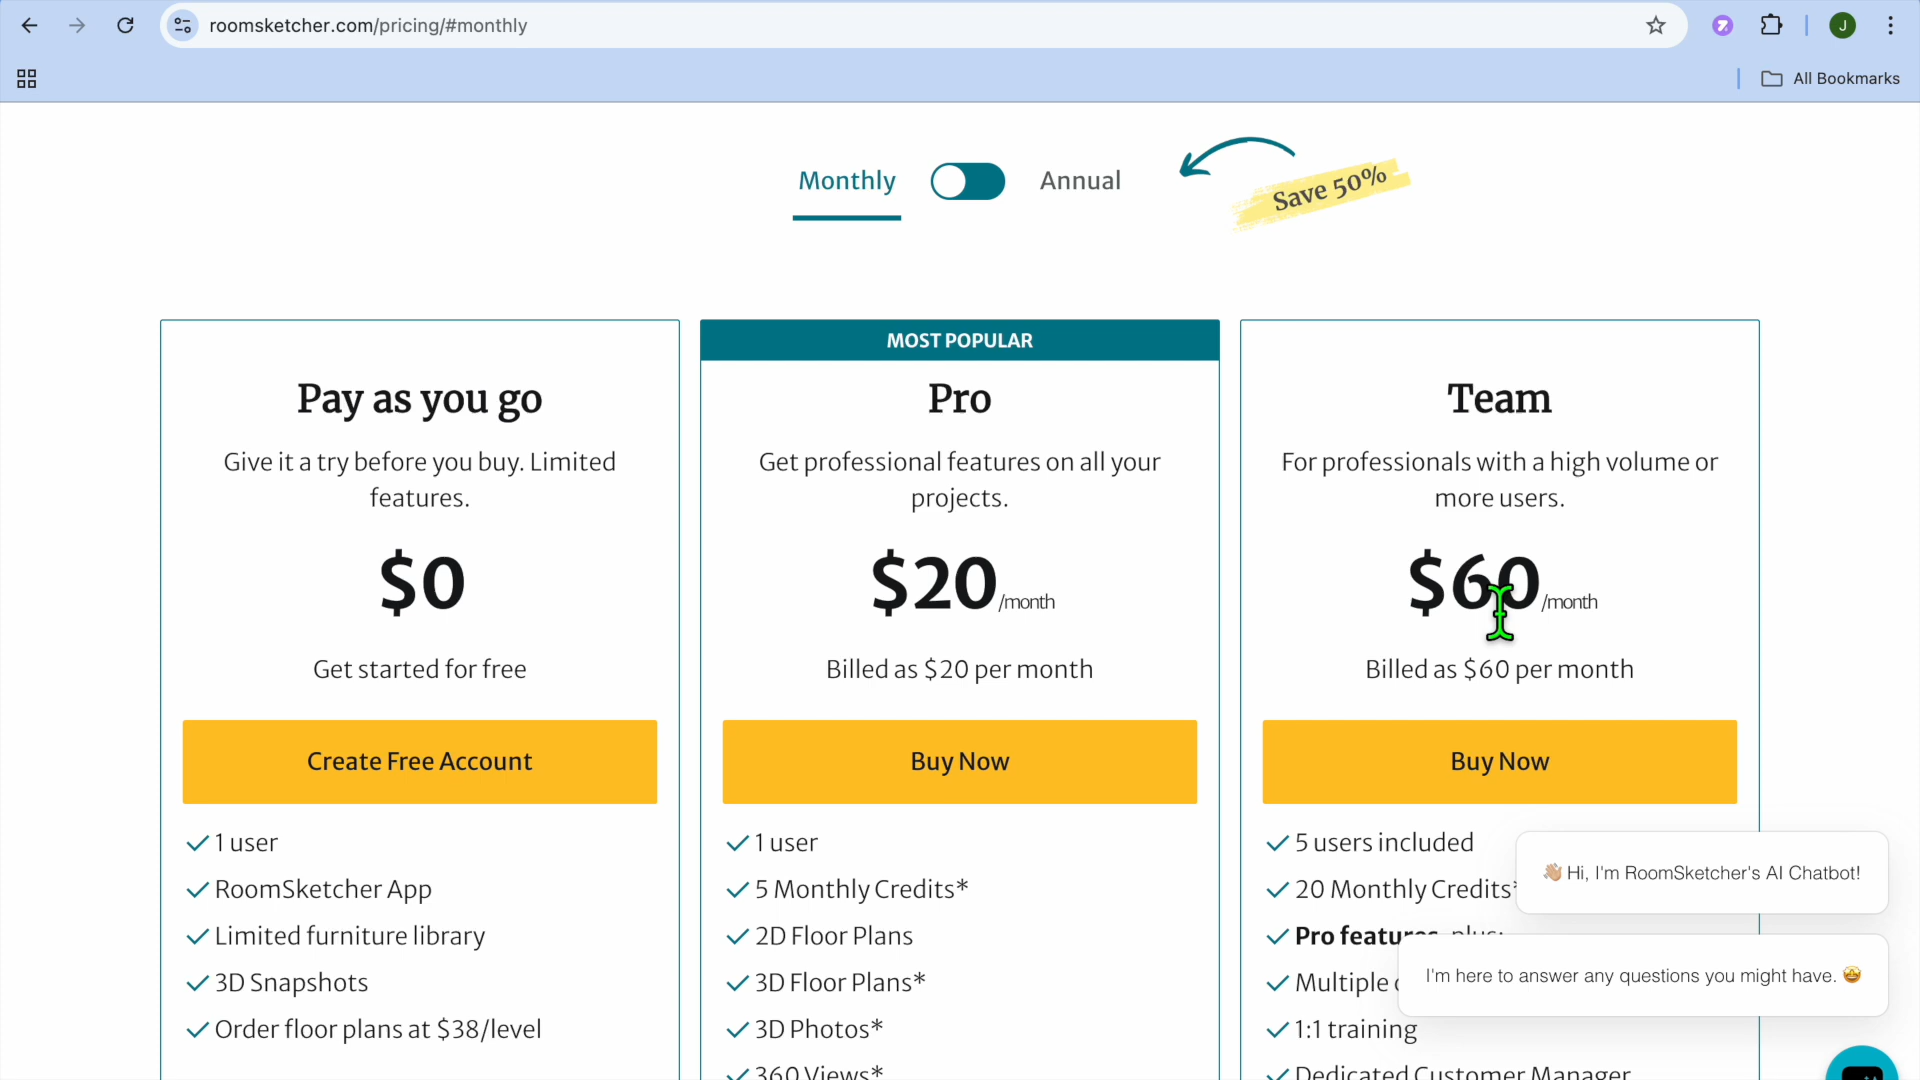 roomsketcher.com/pricing/#monthly
J
All Bookmarks
Monthly
Annual
Save 50%
Pay as you go
Give it a try before you buy. Limited
features.
$0
Get started for free
Create Free Account
1 user
RoomSketcher App
Limited furniture library
3D Snapshots
Order floor plans at $38/level
MOST POPULAR
Pro
Get professional features on all your
projects.
$20/month
Billed as $20 per month
Buy Now
1 user
5 Monthly Credits*
2D Floor Plans
3D Floor Plans*
3D Photos*
360 Views*
Team
For professionals with a high volume or
more users.
$60/month
Billed as $60 per month
Buy Now
5 users included
20 Monthly Credits*
Pro features, plus:
Multiple
1:1 training
Dedicated Customer Manager
👋🏼 Hi, I'm RoomSketcher's AI Chatbot!
I'm here to answer any questions you might have. 🤩